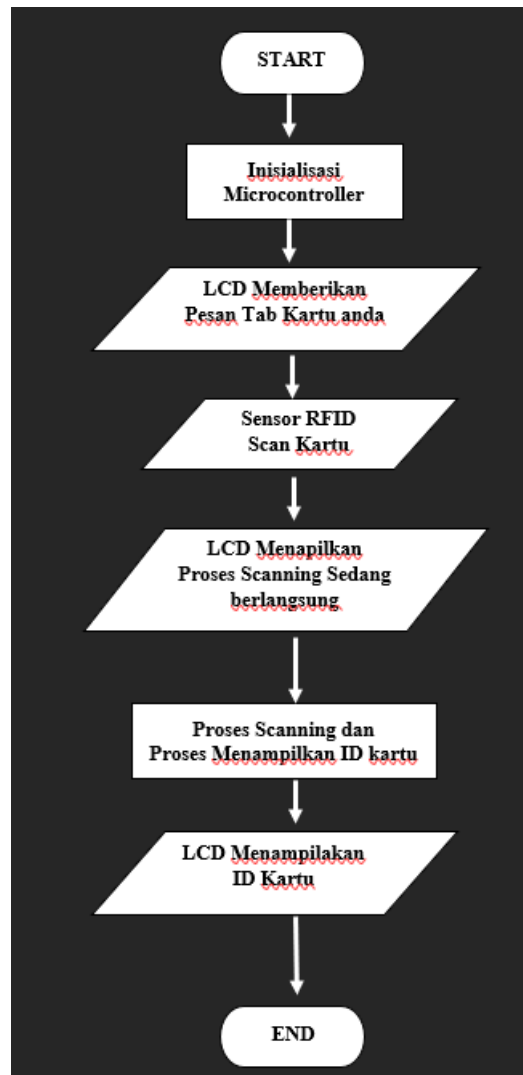 START
Inisialisasi
Microcontroller
LCD Memberikan
Pesan Tab Kartu anda
Sensor RFID
Scan Kartu
LCD Menapilkan
Proses Scanning Sedang
berlangsung
Proses Scanning dan
Proses Menampilkan ID kartu
LCD Menampilakan
ID Kartu
END